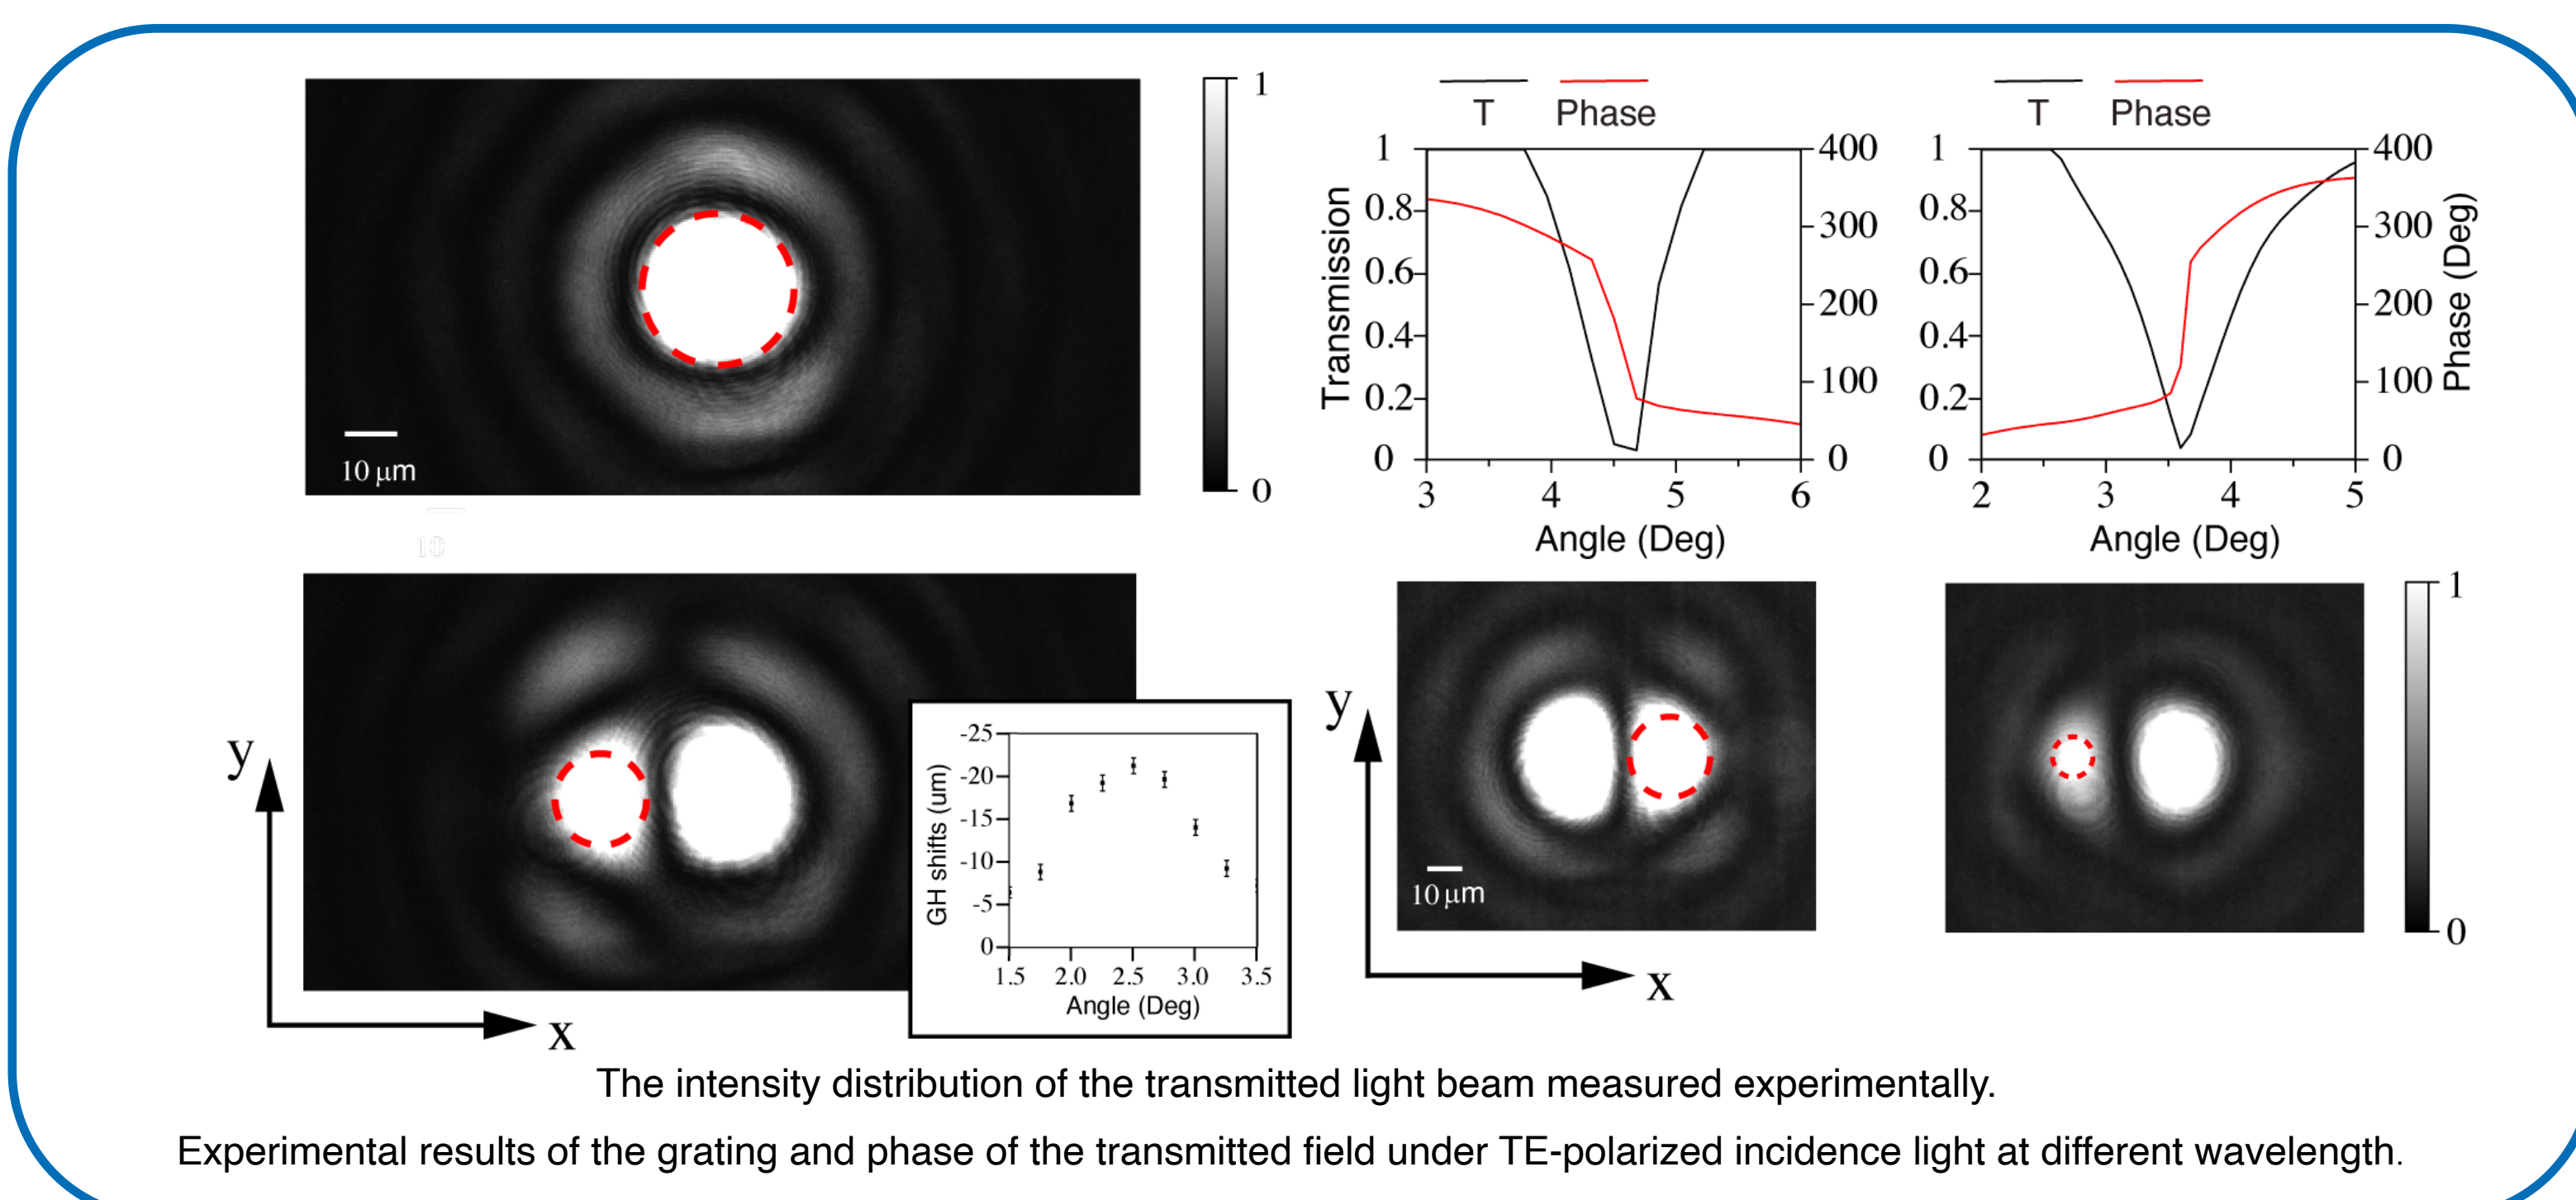 1
0
10 μm
10
T Phase
1
0.8
0.6
0.4
0.2
0
Transmission
400
300
200
100
0
3 4 5 6
Angle (Deg)
T Phase
1
0.8
0.6
0.4
0.2
0
400
300
200
100
0
Phase (Deg)
2 3 4 5
Angle (Deg)
y
x
-25
-20
-15
-10
-5
0
GH shifts (um)
1.5 2.0 2.5 3.0 3.5
Angle (Deg)
y
x
10 μm
1
0
The intensity distribution of the transmitted light beam measured experimentally.
Experimental results of the grating and phase of the transmitted field under TE-polarized incidence light at different wavelength.